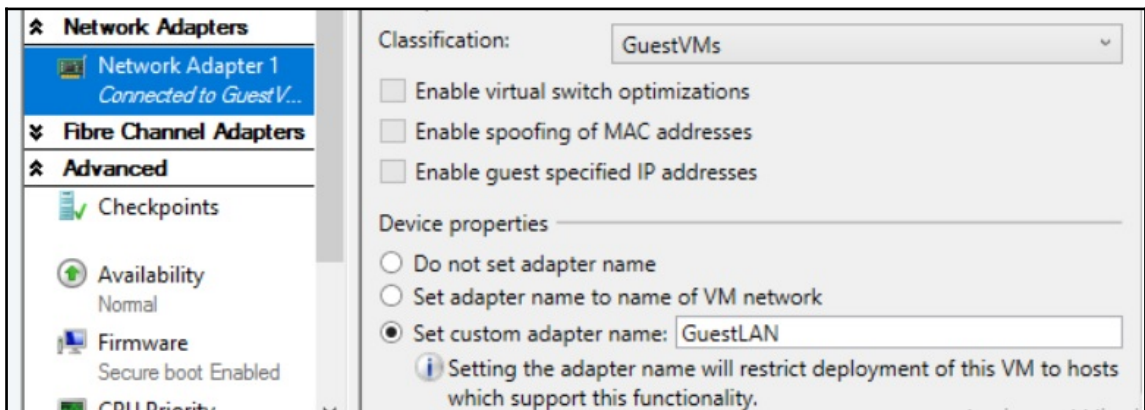 Network Adapters
Network Adapter 1
Connected to GuestV...
Fibre Channel Adapters
Advanced
Checkpoints
Availability
Normal
Firmware
Secure boot Enabled
CPU Priority
Classification:
GuestVMs
Enable virtual switch optimizations
Enable spoofing of MAC addresses
Enable guest specified IP addresses
Device properties
Do not set adapter name
Set adapter name to name of VM network
Set custom adapter name: GuestLAN
Setting the adapter name will restrict deployment of this VM to hosts
which support this functionality.